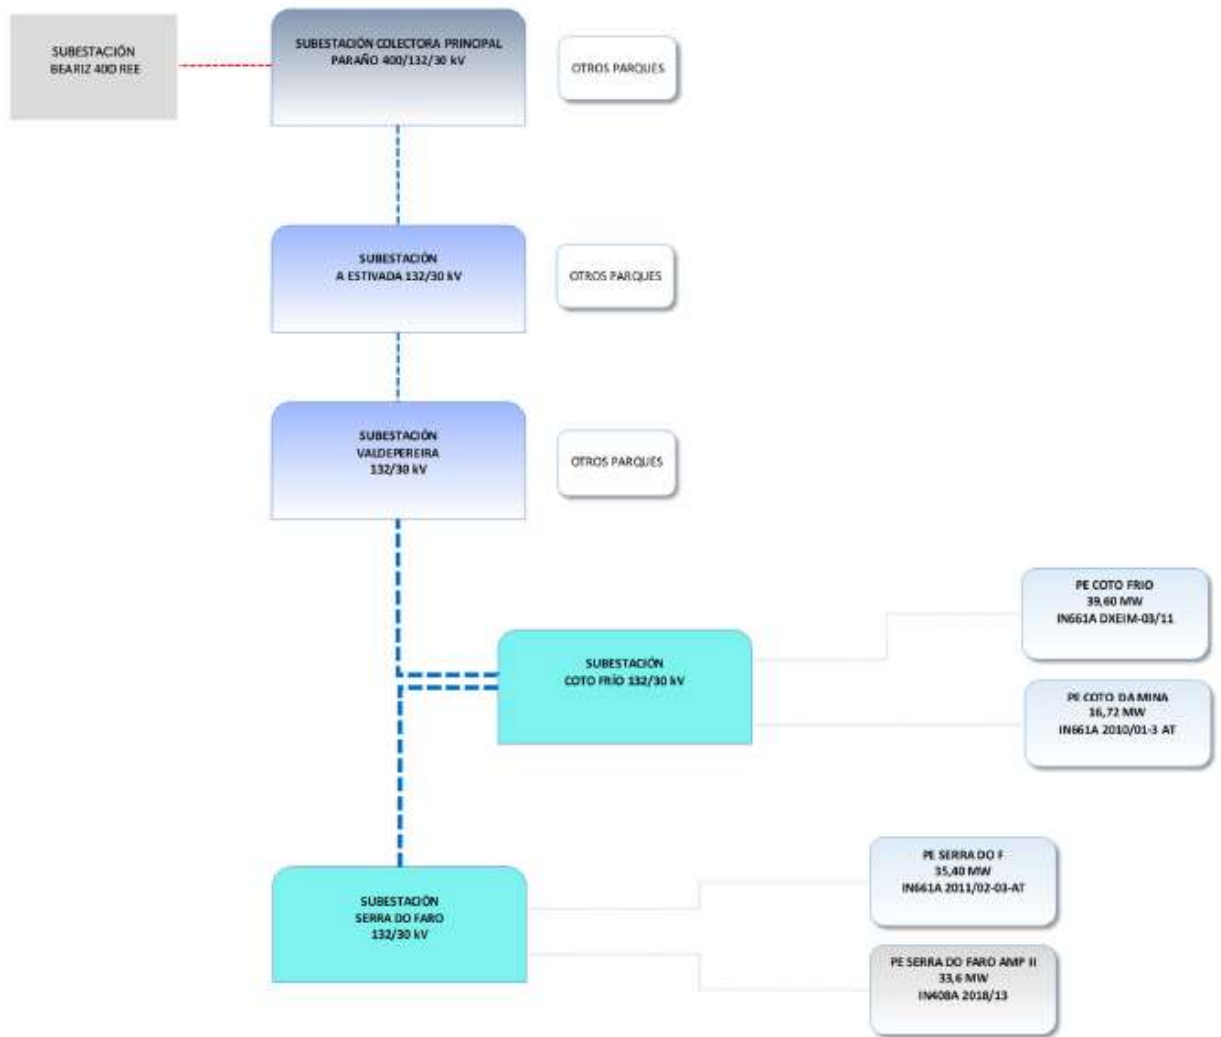 SUBESTACIÓN
BEARIZ 400 REE
SUBESTACIÓN COLECTORA PRINCIPAL
PARAÑO 400/132/30 kV
OTROS PARQUES
SUBESTACIÓN
A ESTIVADA 132/30 kV
OTROS PARQUES
SUBESTACIÓN
VALDEPEREIRA
132/30 kV
OTROS PARQUES
PE COTO FRIO
39,60 MW
IN661A DXEIM-03/11
SUBESTACIÓN
COTO FRÍO 132/30 kV
PE COTO DA MINA
16,72 MW
IN661A 2010/01-3 AT
PE SERRA DO F
35,40 MW
IN661A 2011/02-03-AT
SUBESTACIÓN
SERRA DO FARO
132/30 kV
PE SERRA DO FARO AMP II
33,6 MW
IN408A 2018/13